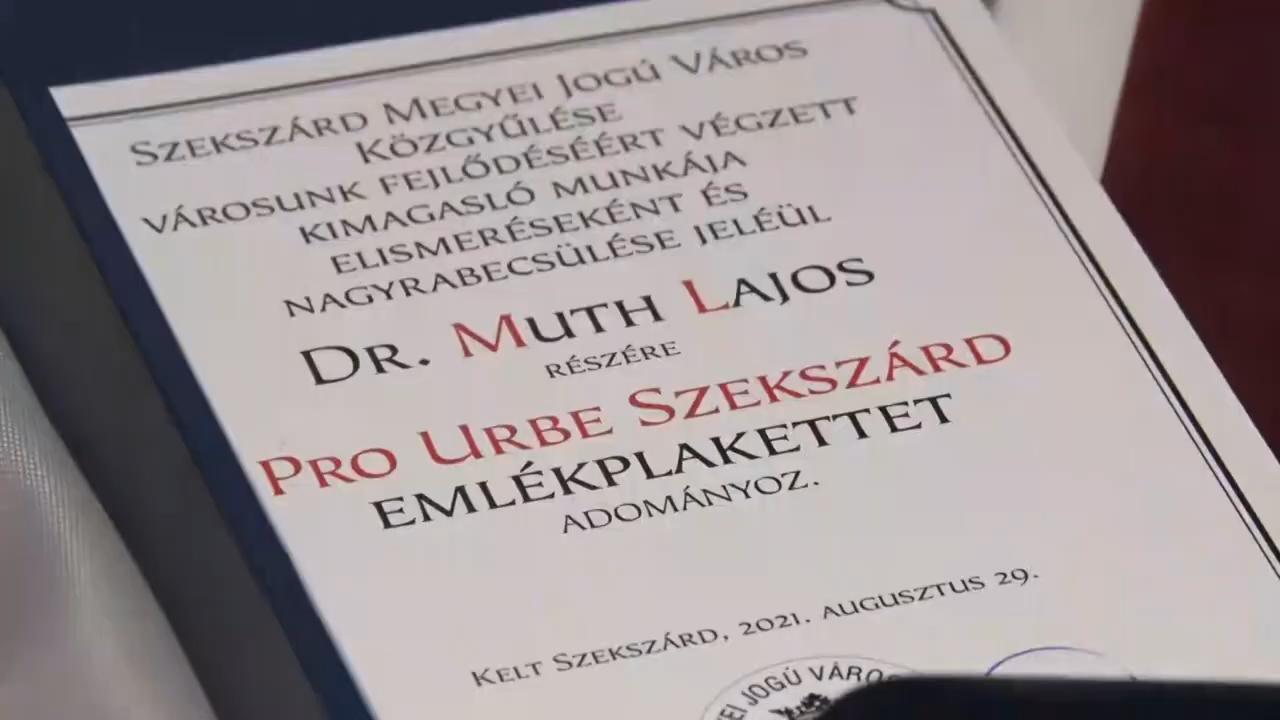 SZEKSZÁRD MEGYEI JOGÚ VÁROS
KÖZGYŰLÉSE
VÁROSUNK FEJLŐDÉSÉÉRT VÉGZETT
KIMAGASLÓ MUNKÁJA
ELISMERÉSEKÉNT ÉS
NAGYRABECSÜLÉSE JELÉÜL
DR. MUTH LAJOS
RÉSZÉRE
PRO URBE SZEKSZÁRD
EMLÉKPLAKETTET
ADOMÁNYOZ.
KELT SZEKSZÁRD, 2021. AUGUSZTUS 29.
JOGÚ